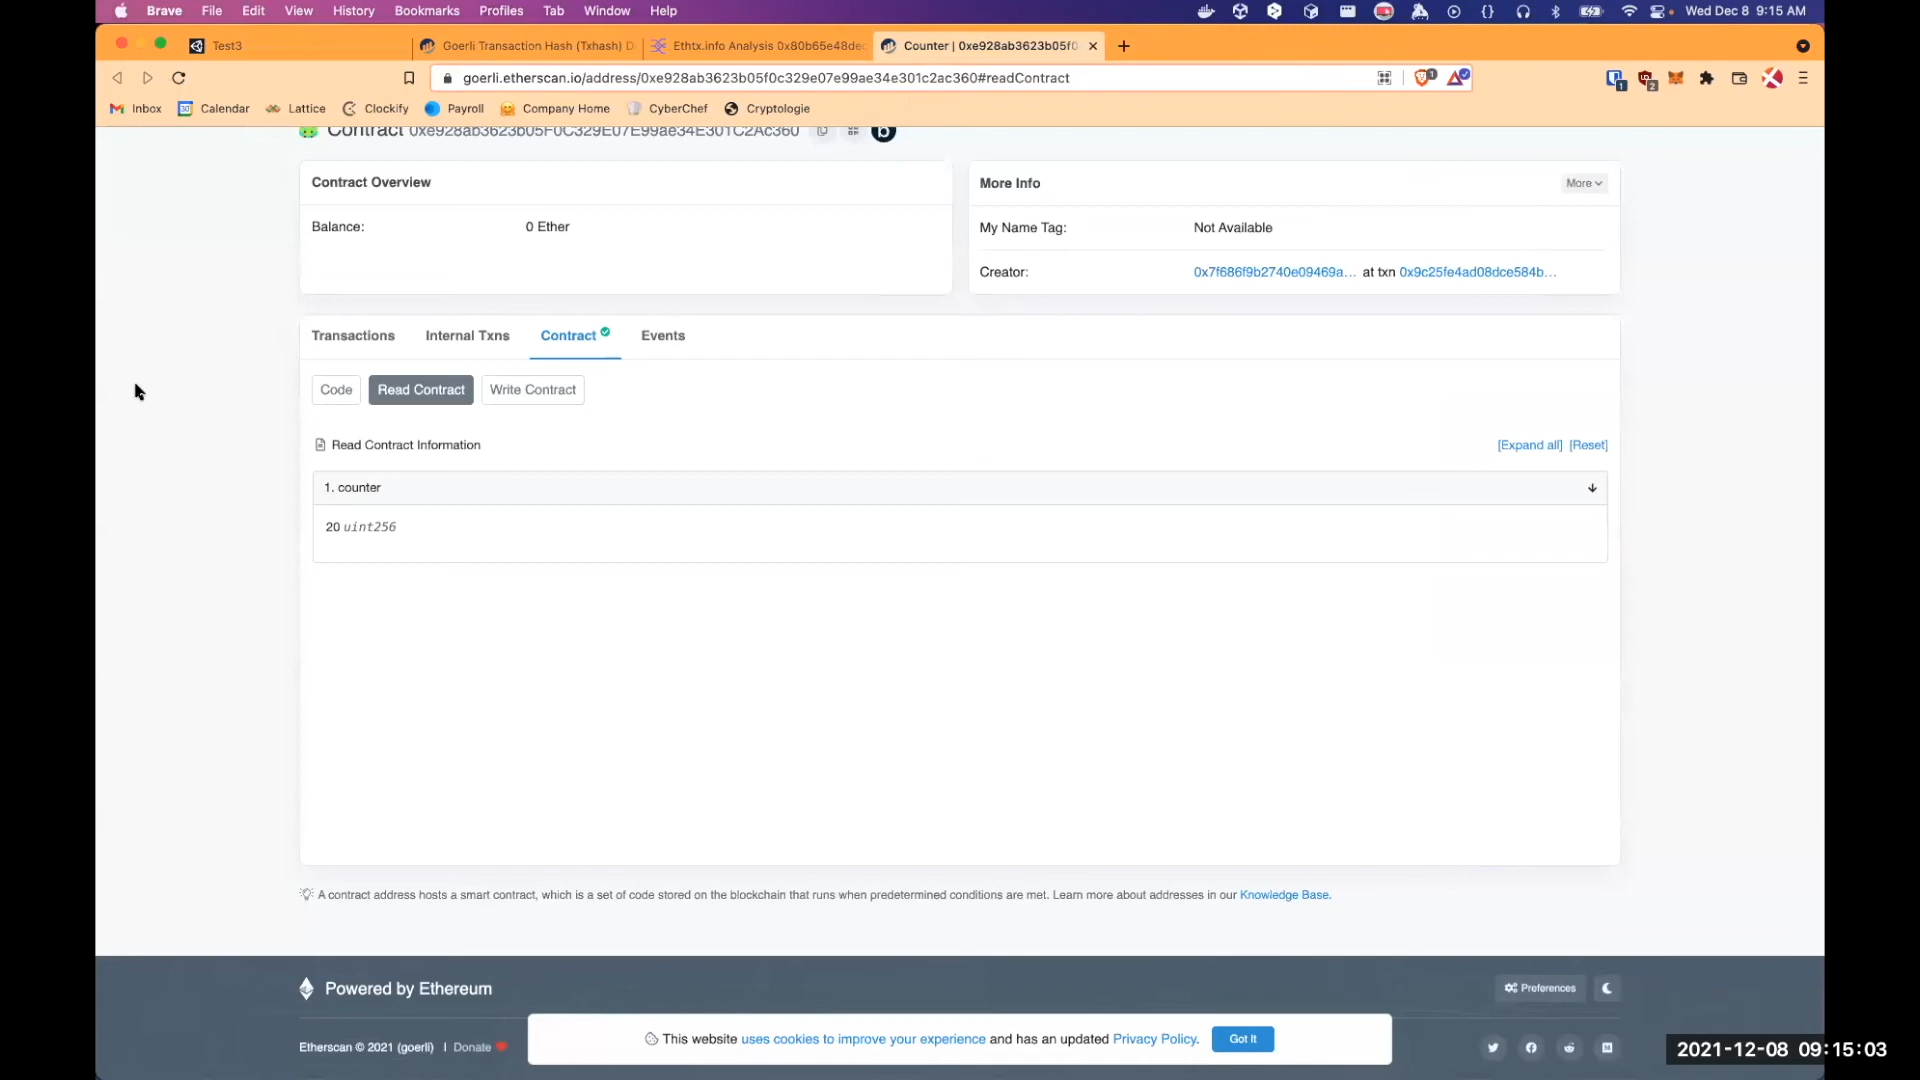 Brave File Edit View History Bookmarks Profiles Tab Window Help Wed Dec 8 9:15 AM
Test3 Goerli Transaction Hash (Txhash) D Ethtx.info Analysis 0x80b65e48dec Counter | 0xe928ab3623b05f0
goerli.etherscan.io/address/0xe928ab3623b05f0c329e07e99ae34e301c2ac360#readContract 1 1 2
Inbox Calendar Lattice Clockify Payroll Company Home CyberChef Cryptologie
Contract 0xe928ab3623b05F0C329E07E99ae34E301C2Ac360
Contract Overview
Balance: 0 Ether
More Info More
My Name Tag: Not Available
Creator: 0x7f686f9b2740e09469a... at txn 0x9c25fe4ad08dce584b...
Transactions Internal Txns Contract Events
Code Read Contract Write Contract
Read Contract Information [Expand all] [Reset]
1. counter
20 uint256
A contract address hosts a smart contract, which is a set of code stored on the blockchain that runs when predetermined conditions are met. Learn more about addresses in our Knowledge Base.
Powered by Ethereum Preferences
This website uses cookies to improve your experience and has an updated Privacy Policy. Got It
Etherscan © 2021 (goerli) | Donate
2021-12-08 09:15:03